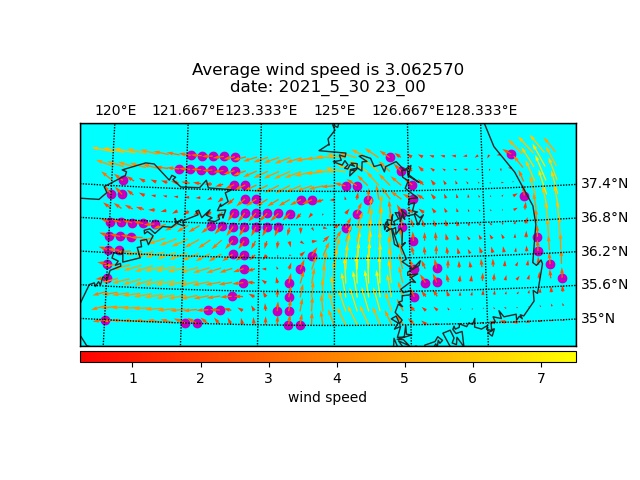 Average wind speed is 3.062570
date: 2021_5_30 23_00
120°E 121.667°E 123.333°E 125°E 126.667°E 128.333°E
37.4°N
36.8°N
36.2°N
35.6°N
35°N
1 2 3 4 5 6 7
wind speed